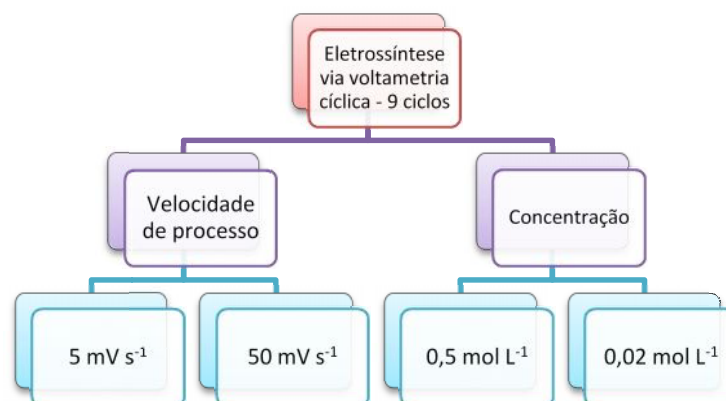 Eletrossíntese
via voltametria
cíclica - 9 ciclos
Velocidade
de processo
Concentração
5 mV s⁻¹
50 mV s⁻¹
0,5 mol L⁻¹
0,02 mol L⁻¹